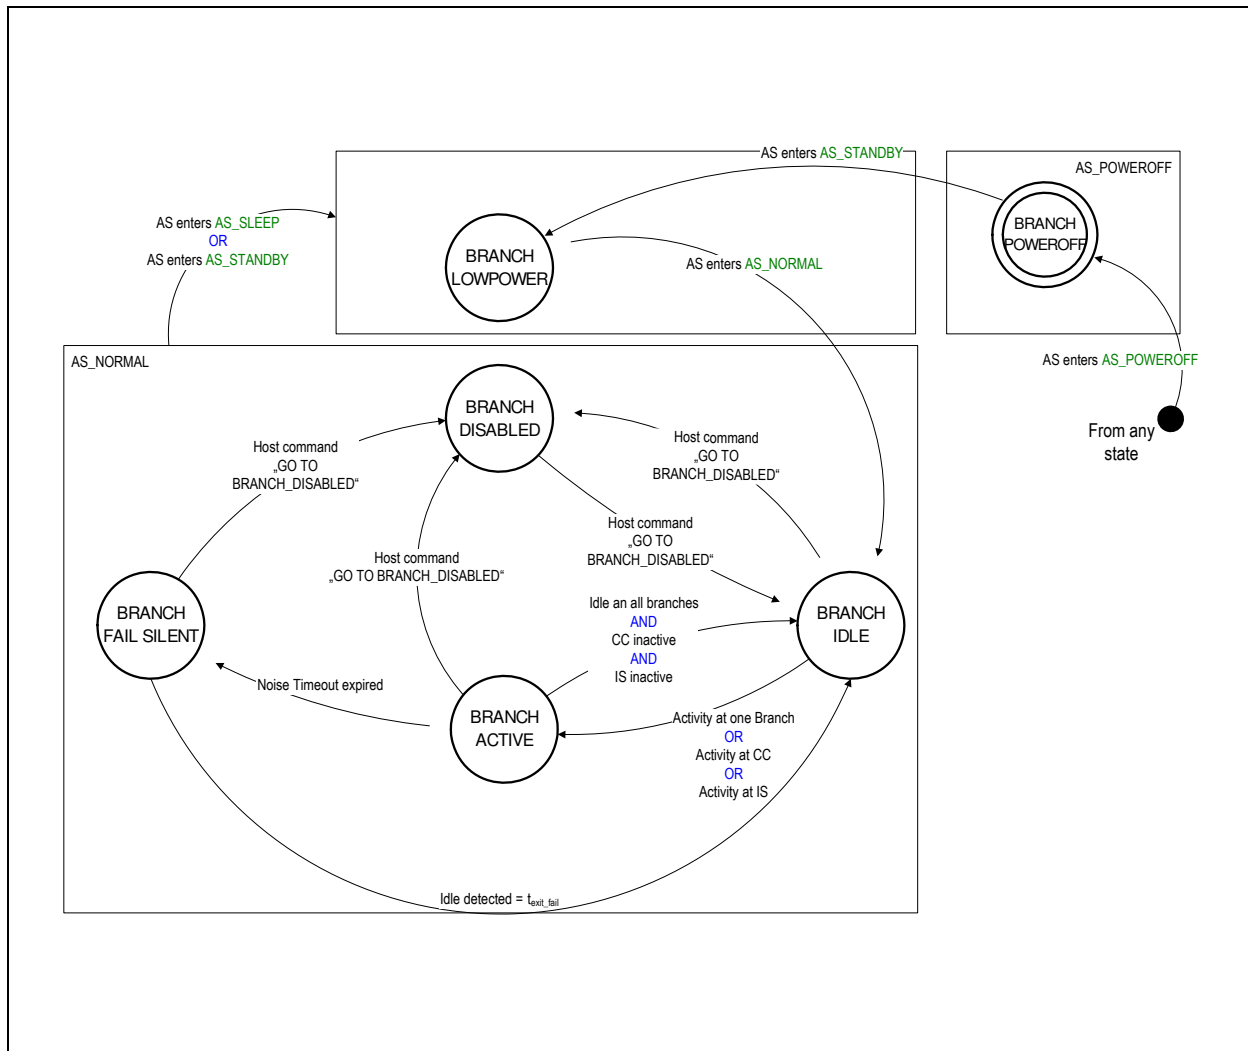 AS enters AS_STANDBY
AS_POWEROFF
AS enters AS_SLEEP
OR
AS enters AS_STANDBY
BRANCH
LOWPOWER
AS enters AS_NORMAL
BRANCH
POWEROFF
AS enters AS_POWEROFF
From any
state
AS_NORMAL
BRANCH
DISABLED
Host command
„GO TO
BRANCH_DISABLED“
Host command
„GO TO
BRANCH_DISABLED“
Host command
„GO TO
BRANCH_DISABLED“
Host command
„GO TO BRANCH_DISABLED“
BRANCH
FAIL SILENT
Idle an all branches
AND
CC inactive
AND
IS inactive
BRANCH
IDLE
Noise Timeout expired
BRANCH
ACTIVE
Activity at one Branch
OR
Activity at CC
OR
Activity at IS
Idle detected = texit_fail